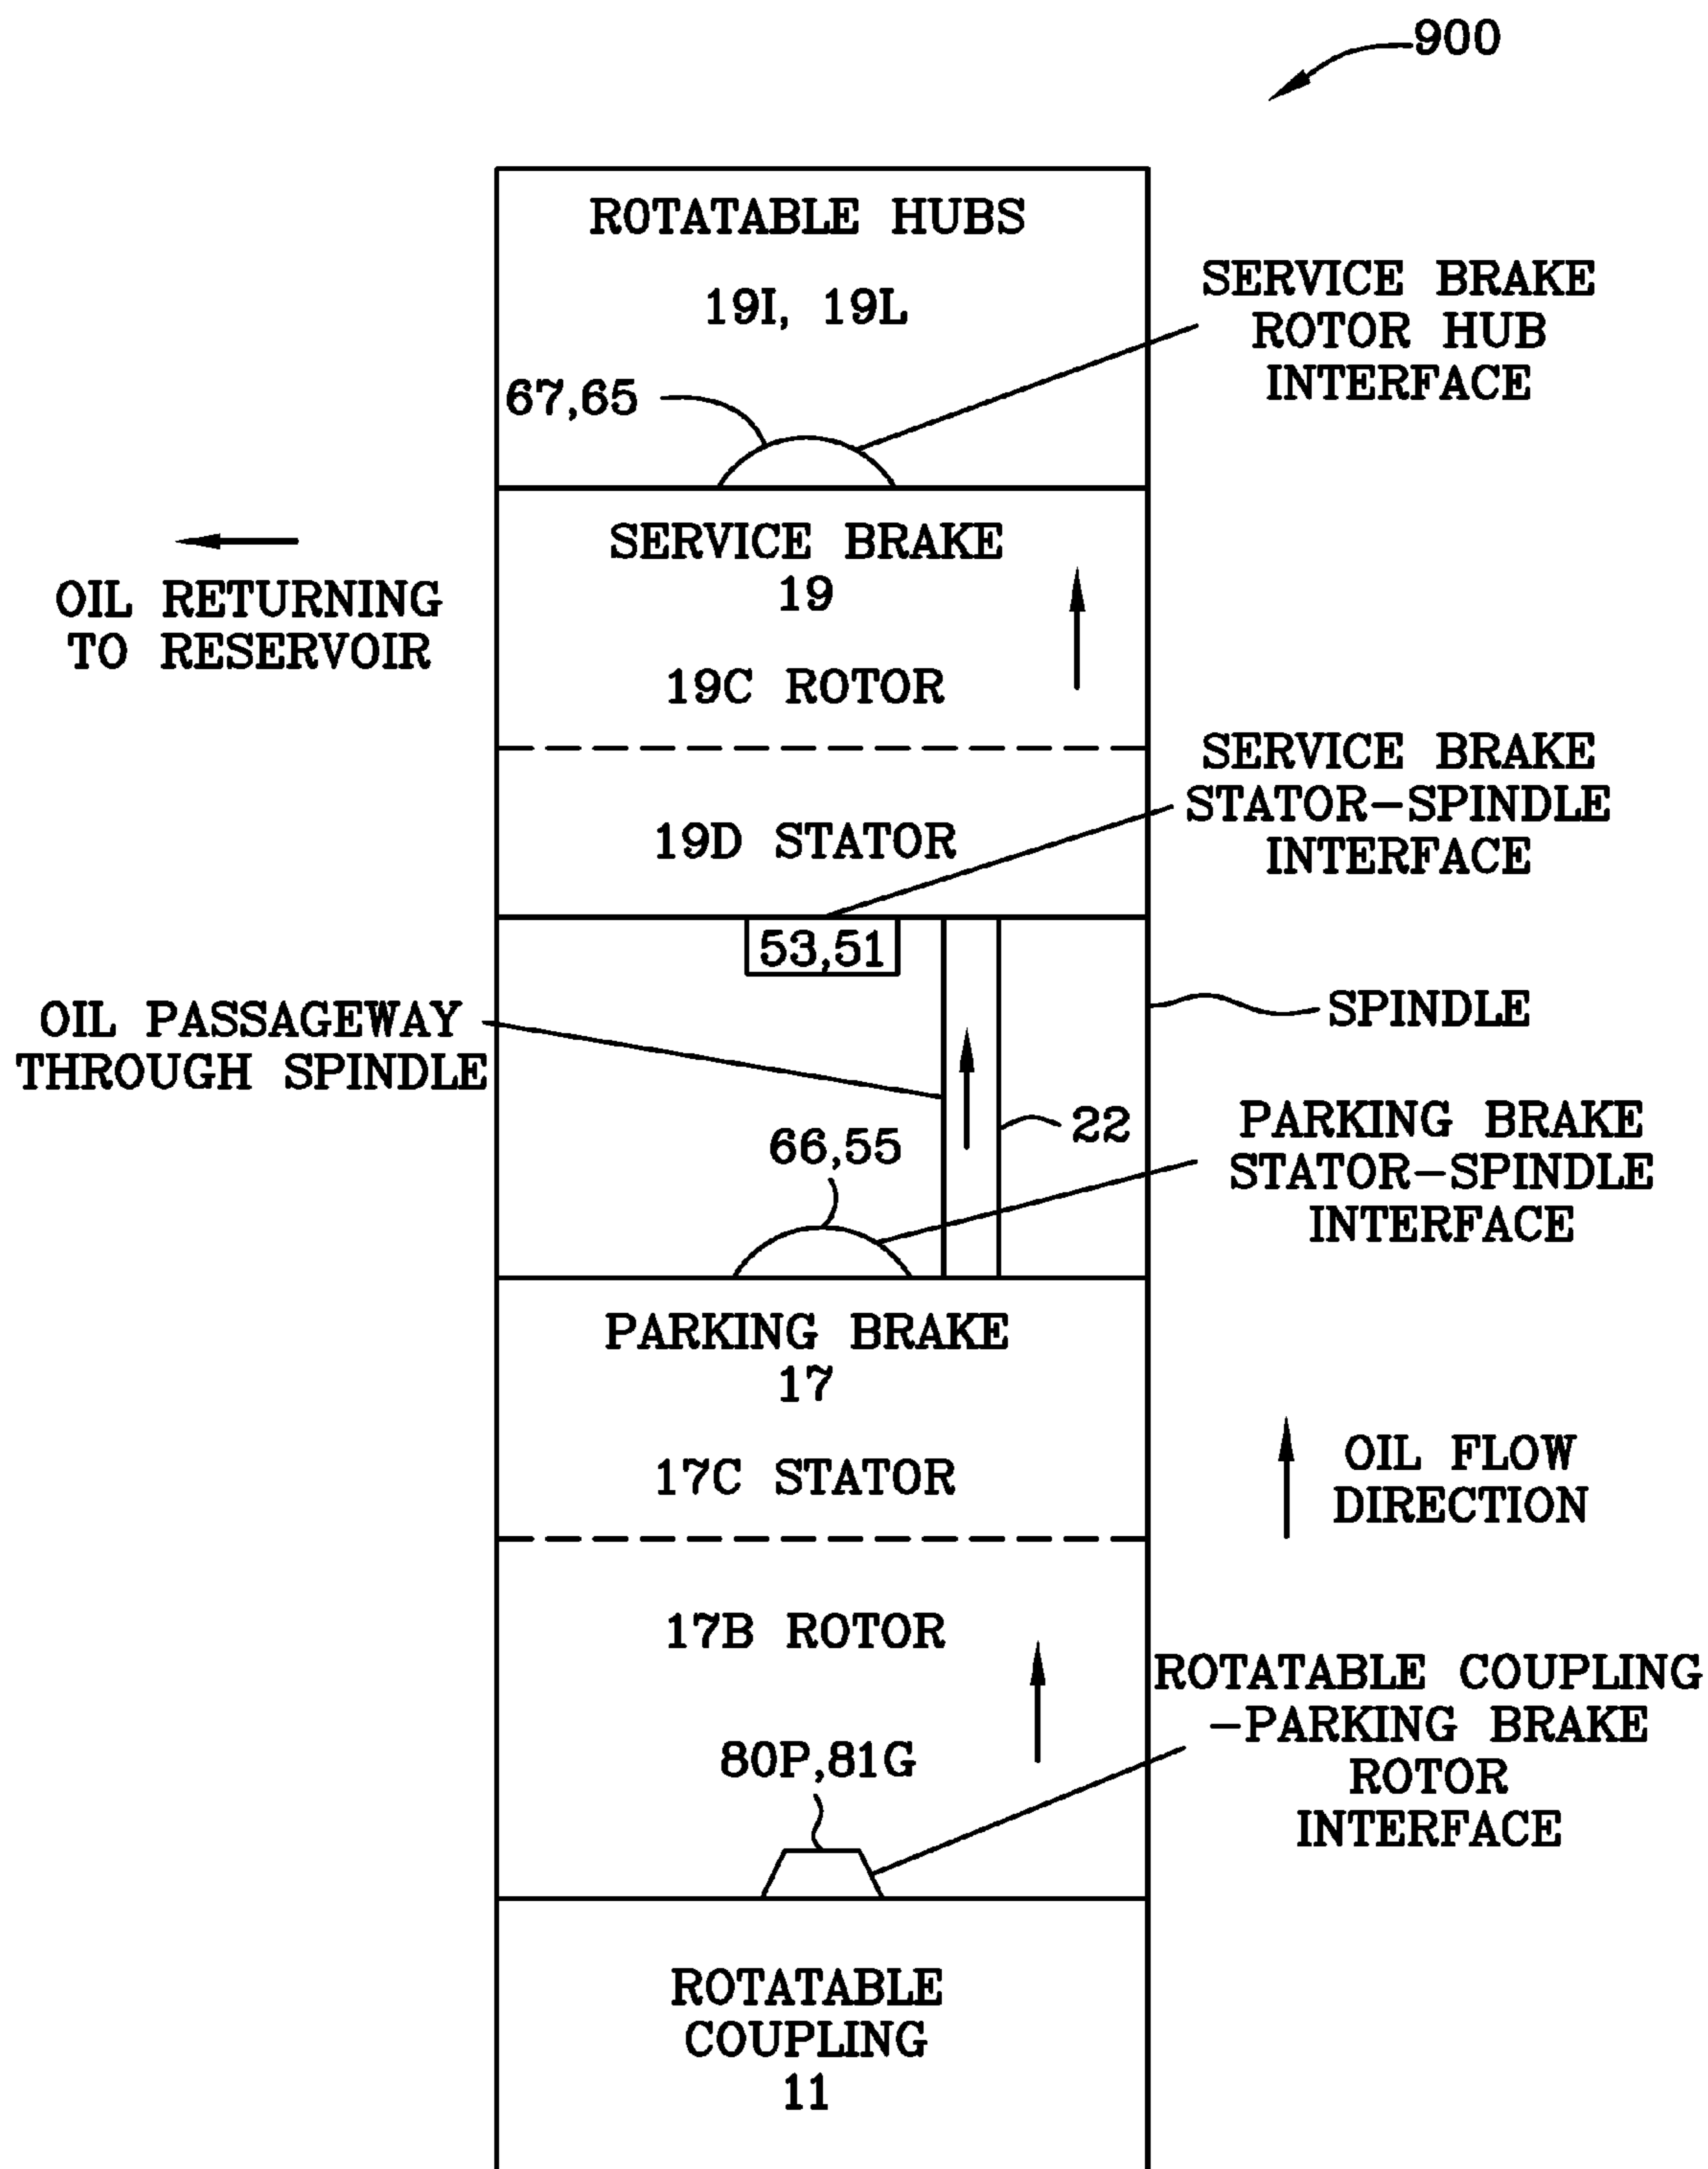 900
ROTATABLE HUBS
19I, 19L
SERVICE BRAKE
ROTOR HUB
INTERFACE
67,65
SERVICE BRAKE
19
OIL RETURNING
TO RESERVOIR
19C ROTOR
SERVICE BRAKE
STATOR-SPINDLE
INTERFACE
19D STATOR
53,51
OIL PASSAGEWAY
THROUGH SPINDLE
SPINDLE
22
66,55
PARKING BRAKE
STATOR-SPINDLE
INTERFACE
PARKING BRAKE
17
17C STATOR
OIL FLOW
DIRECTION
17B ROTOR
ROTATABLE COUPLING
-PARKING BRAKE
ROTOR
INTERFACE
80P,81G
ROTATABLE
COUPLING
11